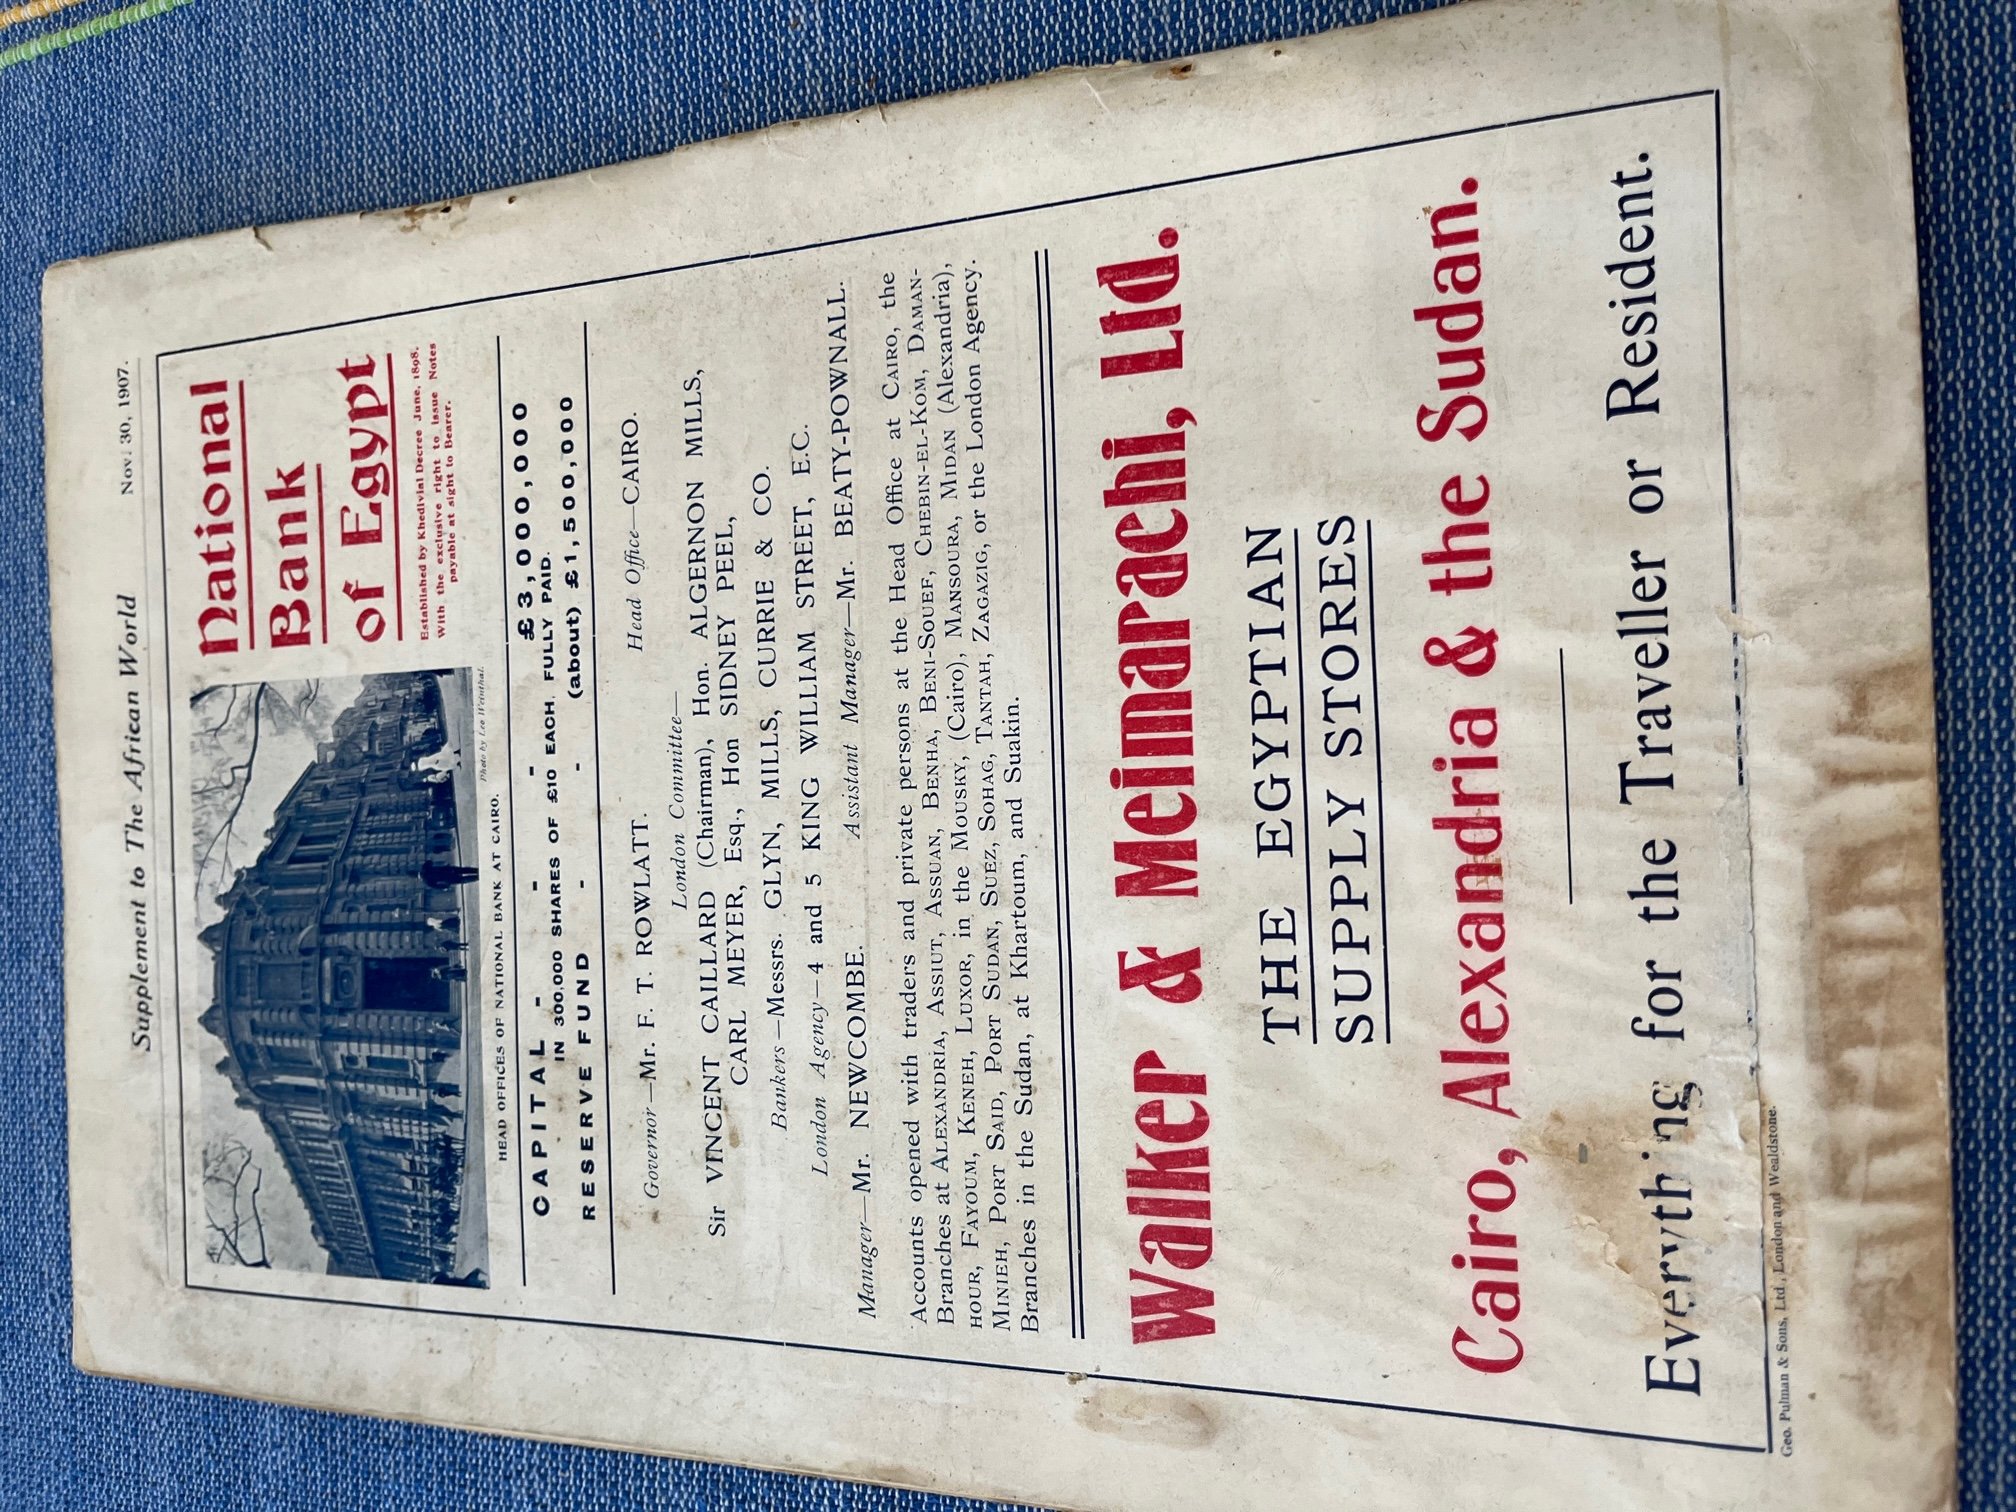 Supplement to The African World Nov. 30, 1907.
National
Bank
of Egypt
Established by Khedivial Decree June, 1898.
With the exclusive right to issue Notes
payable at sight to Bearer.
Photo by Leo Weinthal.
HEAD OFFICES OF NATIONAL BANK AT CAIRO.
CAPITAL - - - £3,000,000
IN 300,000 SHARES OF £10 EACH, FULLY PAID.
RESERVE FUND - - (about) £1,500,000
Governor—Mr. F. T. ROWLATT. Head Office—CAIRO.
London Committee—
Sir VINCENT CAILLARD (Chairman), Hon. ALGERNON MILLS,
CARL MEYER, Esq., Hon SIDNEY PEEL,
Bankers—Messrs. GLYN, MILLS, CURRIE & CO.
London Agency—4 and 5 KING WILLIAM STREET, E.C.
Manager—Mr. NEWCOMBE. Assistant Manager—Mr. BEATY-POWNALL.
Accounts opened with traders and private persons at the Head Office at CAIRO, the
Branches at ALEXANDRIA, ASSIUT, ASSUAN, BENHA, BENI-SOUEF, CHEBIN-EL-KOM, DAMAN-
HOUR, FAYOUM, KENEH, LUXOR, in the MOUSKY, (Cairo), MANSOURA, MIDAN (Alexandria),
MINIEH, PORT SAID, PORT SUDAN, SUEZ, SOHAG, TANTAH, ZAGAZIG, or the London Agency.
Branches in the Sudan, at Khartoum, and Suakin.
Walker & Meimarachi, Ltd.
THE EGYPTIAN
SUPPLY STORES
Cairo, Alexandria & the Sudan.
Everything for the Traveller or Resident.
Geo. Pulman & Sons, Ltd., London and Wealdstone.